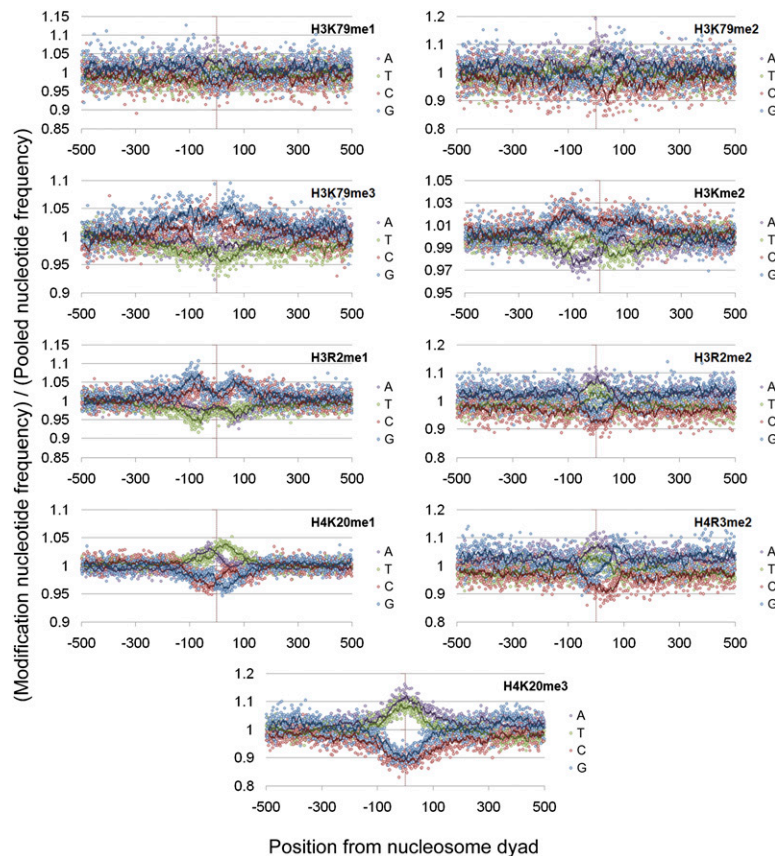 (Modification nucleotide frequency) / (Pooled nucleotide frequency)
H3K79me1
1.15
1.1
1.05
1
0.95
0.9
0.85
-500 -300 -100 100 300 500
A
T
C
G
H3K79me2
1.2
1.1
1
0.9
0.8
-500 -300 -100 100 300 500
A
T
C
G
H3K79me3
1.1
1.05
1
0.95
0.9
-500 -300 -100 100 300 500
A
T
C
G
H3Kme2
1.05
1.03
1.01
0.99
0.97
0.95
-500 -300 -100 100 300 500
A
T
C
G
H3R2me1
1.15
1.1
1.05
1
0.95
0.9
0.85
-500 -300 -100 100 300 500
A
T
C
G
H3R2me2
1.2
1.1
1
0.9
0.8
-500 -300 -100 100 300 500
A
T
C
G
H4K20me1
1.1
1.05
1
0.95
0.9
-500 -300 -100 100 300 500
A
T
C
G
H4R3me2
1.2
1.1
1
0.9
0.8
-500 -300 -100 100 300 500
A
T
C
G
H4K20me3
1.2
1.1
1
0.9
0.8
-500 -300 -100 100 300 500
A
T
C
G
Position from nucleosome dyad